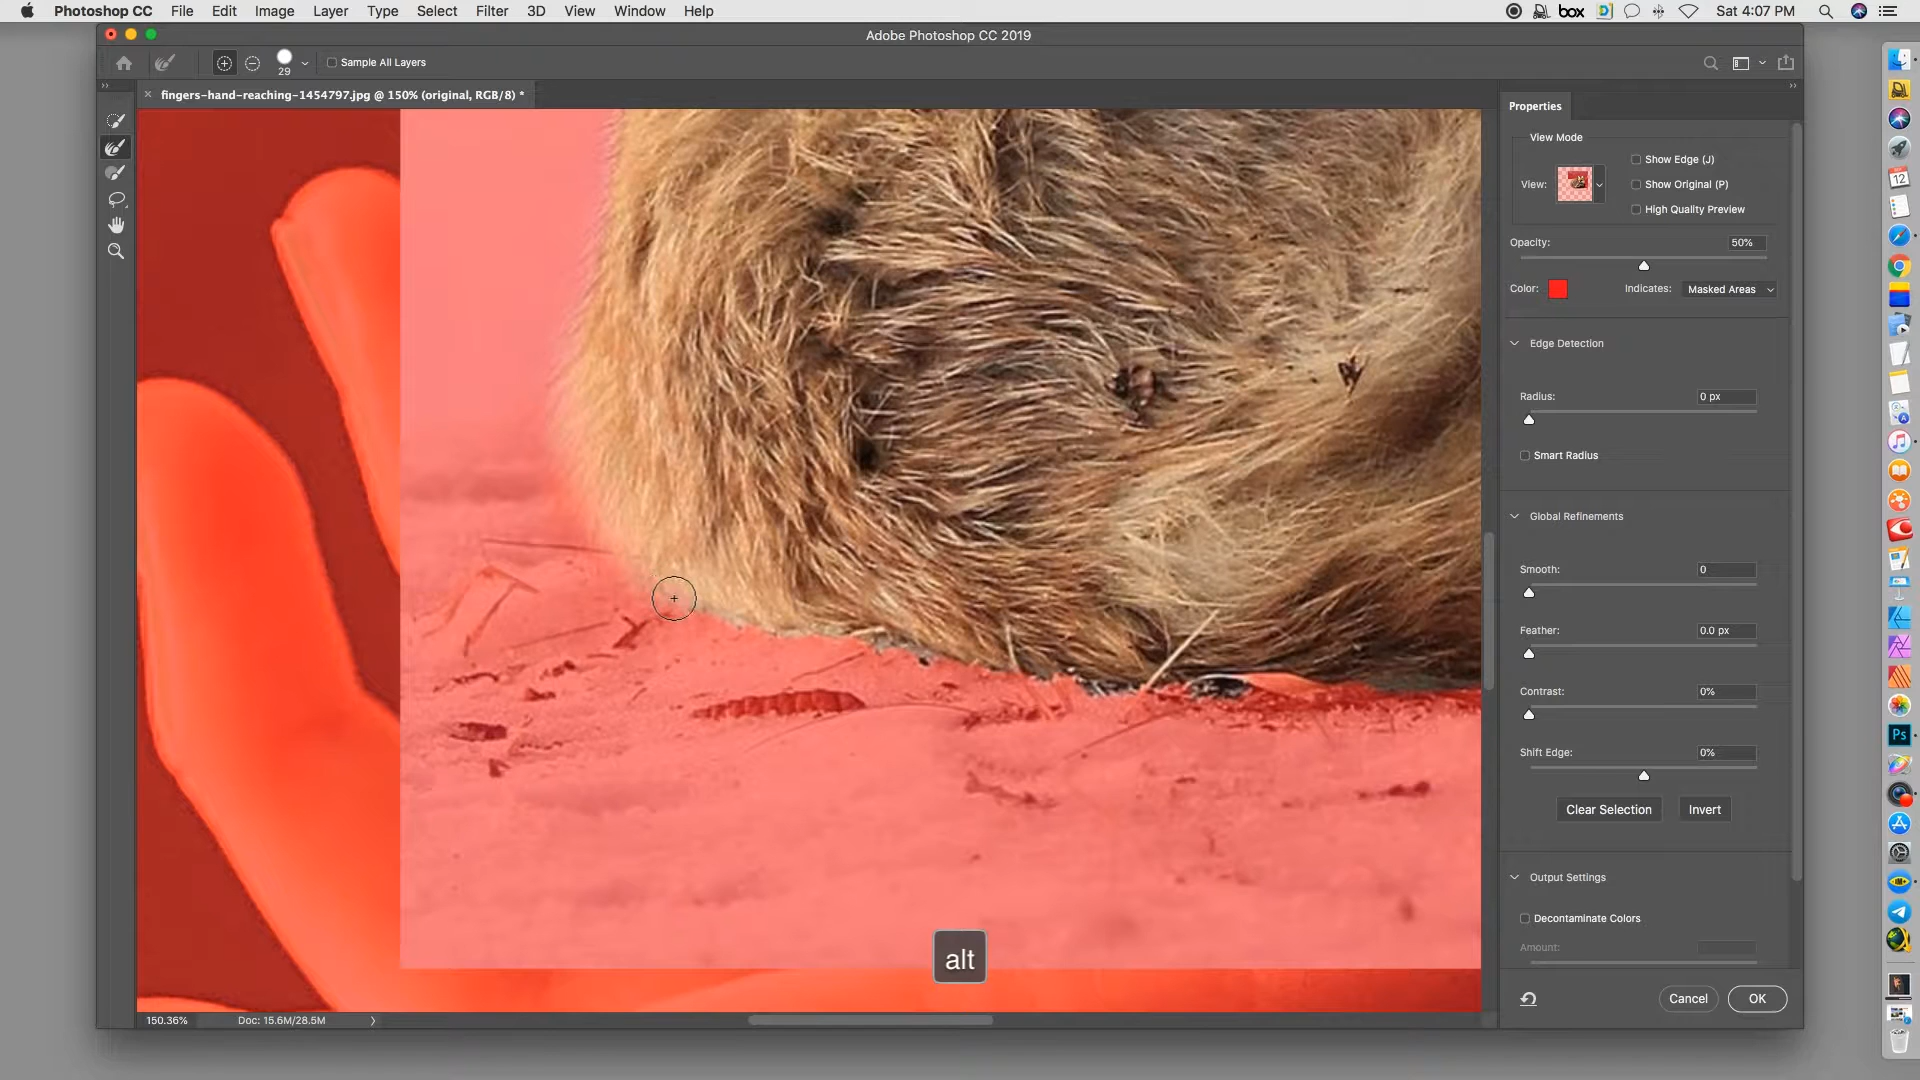 Photoshop CC File Edit Image Layer Type Select Filter 3D View Window Help box Sat 4:07 PM
Adobe Photoshop CC 2019
29 Sample All Layers
× fingers-hand-reaching-1454797.jpg @ 150% (original, RGB/8) *
Properties
View Mode
Show Edge (J)
View:
Show Original (P)
High Quality Preview
Opacity: 50%
Color: Indicates: Masked Areas
Edge Detection
Radius: 0 px
Smart Radius
Global Refinements
Smooth: 0
Feather: 0.0 px
Contrast: 0%
Shift Edge: 0%
Clear Selection Invert
Output Settings
Decontaminate Colors
Amount:
alt
Cancel OK
150.36% Doc: 15.6M/28.5M
12
Ps